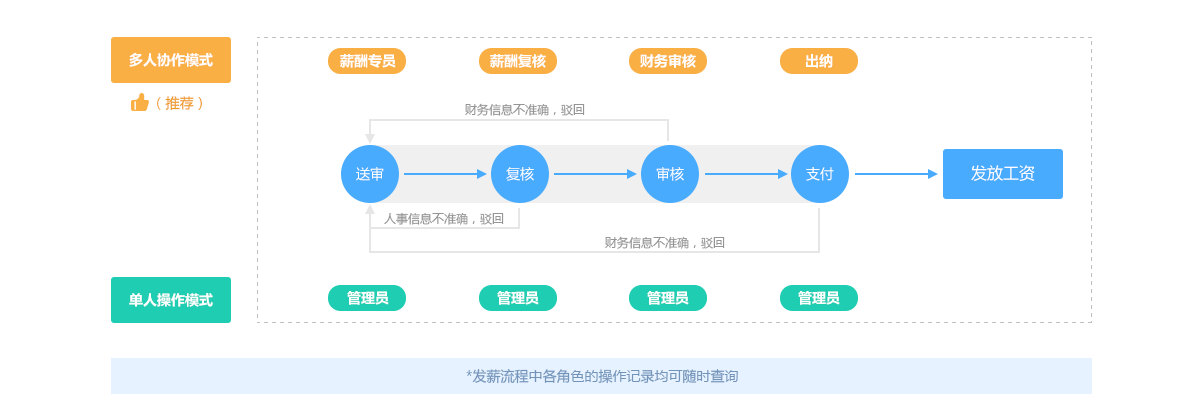 多人协作模式
（推荐）
薪酬专员
薪酬复核
财务审核
出纳
财务信息不准确，驳回
送审
复核
审核
支付
发放工资
人事信息不准确，驳回
财务信息不准确，驳回
单人操作模式
管理员
管理员
管理员
管理员
*发薪流程中各角色的操作记录均可随时查询